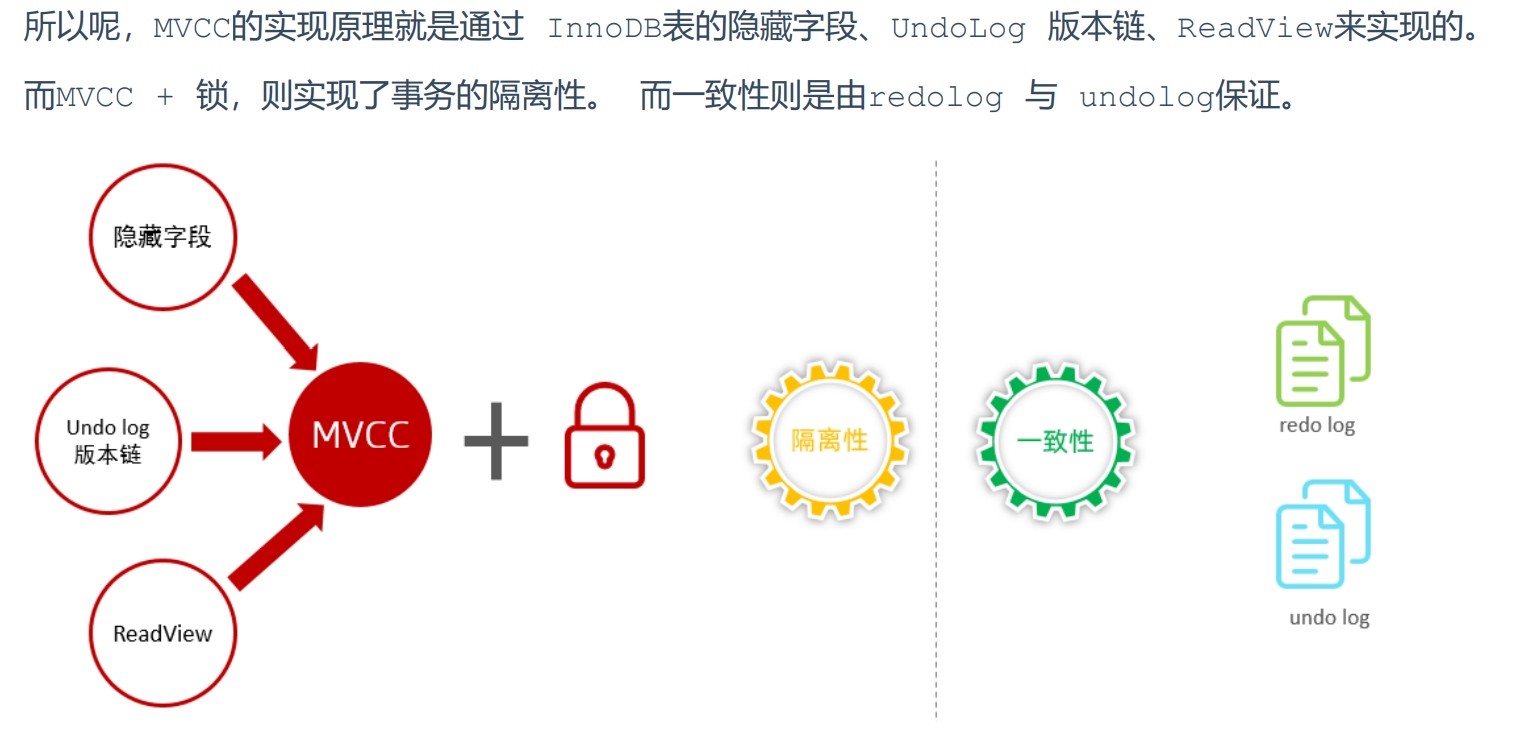 所以呢，MVCC的实现原理就是通过 InnoDB表的隐藏字段、UndoLog 版本链、ReadView来实现的。
而MVCC + 锁，则实现了事务的隔离性。 而一致性则是由redolog 与 undolog保证。
隐藏字段
Undo log
版本链
ReadView
MVCC
隔离性
一致性
redo log
undo log